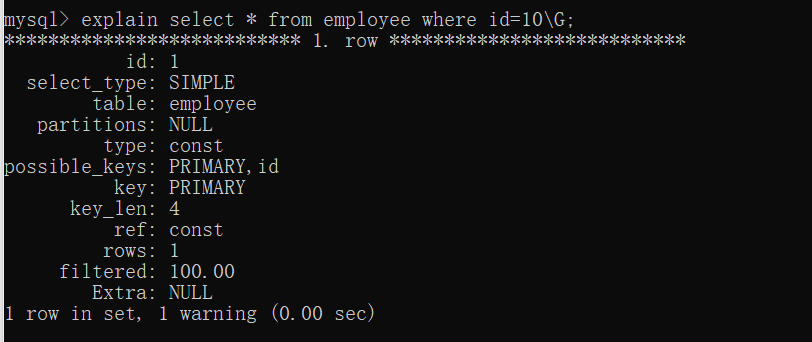 mysql> explain select * from employee where id=10\G;
*************************** 1. row ***************************
id: 1
select_type: SIMPLE
table: employee
partitions: NULL
type: const
possible_keys: PRIMARY,id
key: PRIMARY
key_len: 4
ref: const
rows: 1
filtered: 100.00
Extra: NULL
1 row in set, 1 warning (0.00 sec)